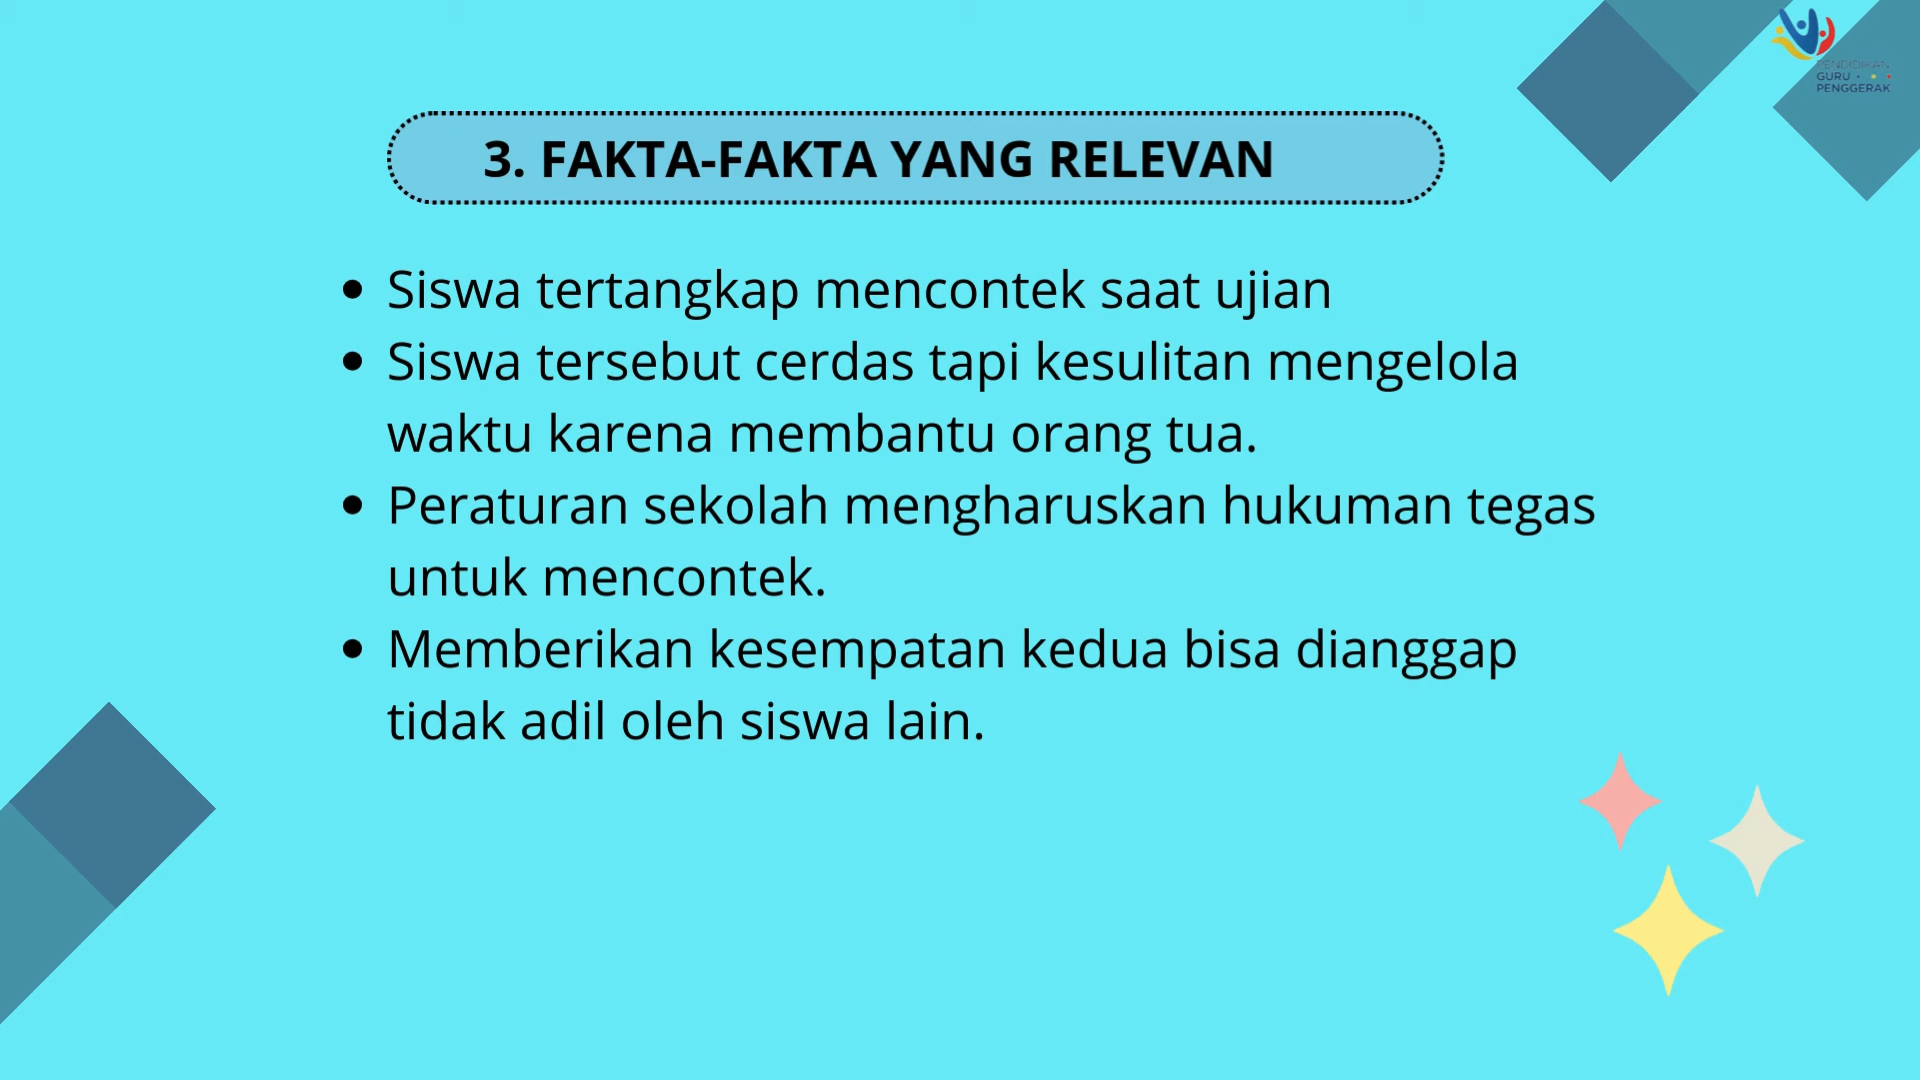 PENDIDIKAN
GURU
PENGGERAK
3. FAKTA-FAKTA YANG RELEVAN
• Siswa tertangkap mencontek saat ujian
• Siswa tersebut cerdas tapi kesulitan mengelola
waktu karena membantu orang tua.
• Peraturan sekolah mengharuskan hukuman tegas
untuk mencontek.
• Memberikan kesempatan kedua bisa dianggap
tidak adil oleh siswa lain.